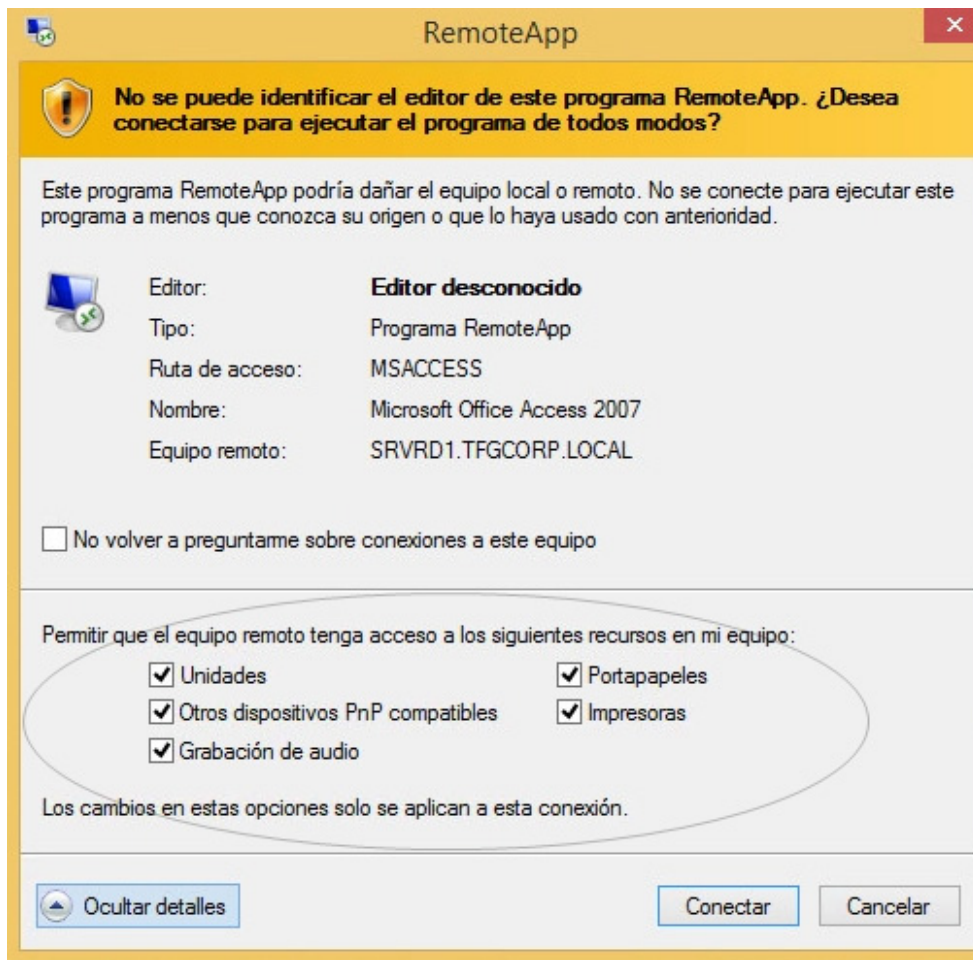 RemoteApp
No se puede identificar el editor de este programa RemoteApp. ¿Desea
conectarse para ejecutar el programa de todos modos?
Este programa RemoteApp podría dañar el equipo local o remoto. No se conecte para ejecutar este
programa a menos que conozca su origen o que lo haya usado con anterioridad.
Editor: Editor desconocido
Tipo: Programa RemoteApp
Ruta de acceso: MSACCESS
Nombre: Microsoft Office Access 2007
Equipo remoto: SRVRD1.TFGCORP.LOCAL
No volver a preguntarme sobre conexiones a este equipo
Permitir que el equipo remoto tenga acceso a los siguientes recursos en mi equipo:
Unidades Portapapeles
Otros dispositivos PnP compatibles Impresoras
Grabación de audio
Los cambios en estas opciones solo se aplican a esta conexión.
Ocultar detalles Conectar Cancelar